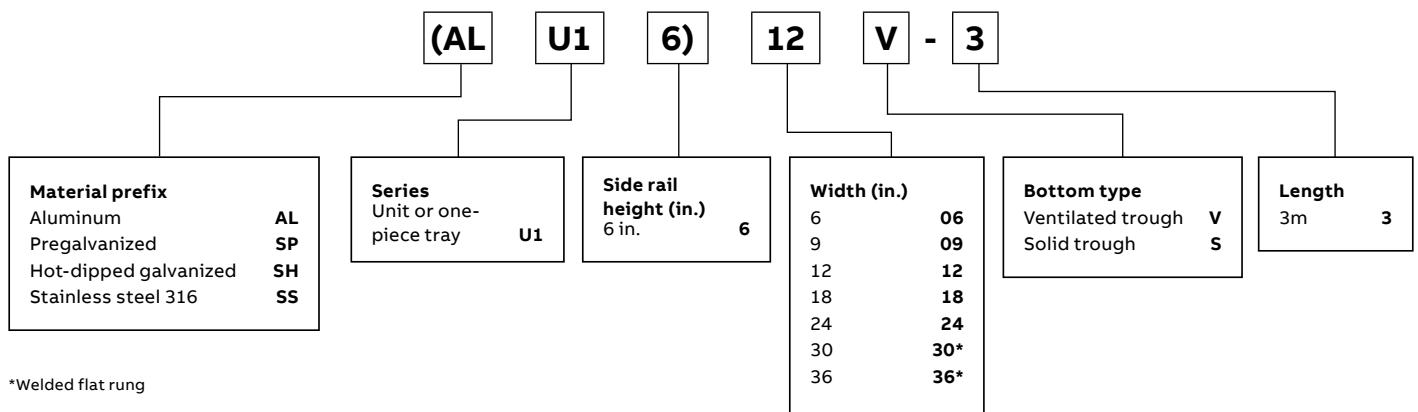 (AL U1 6) 12 V - 3
Material prefix
Aluminum AL
Pregalvanized SP
Hot-dipped galvanized SH
Stainless steel 316 SS
Series
Unit or one-
piece tray U1
Side rail
height (in.)
6 in. 6
Width (in.)
6 06
9 09
12 12
18 18
24 24
30 30*
36 36*
Bottom type
Ventilated trough V
Solid trough S
Length
3m 3
*Welded flat rung